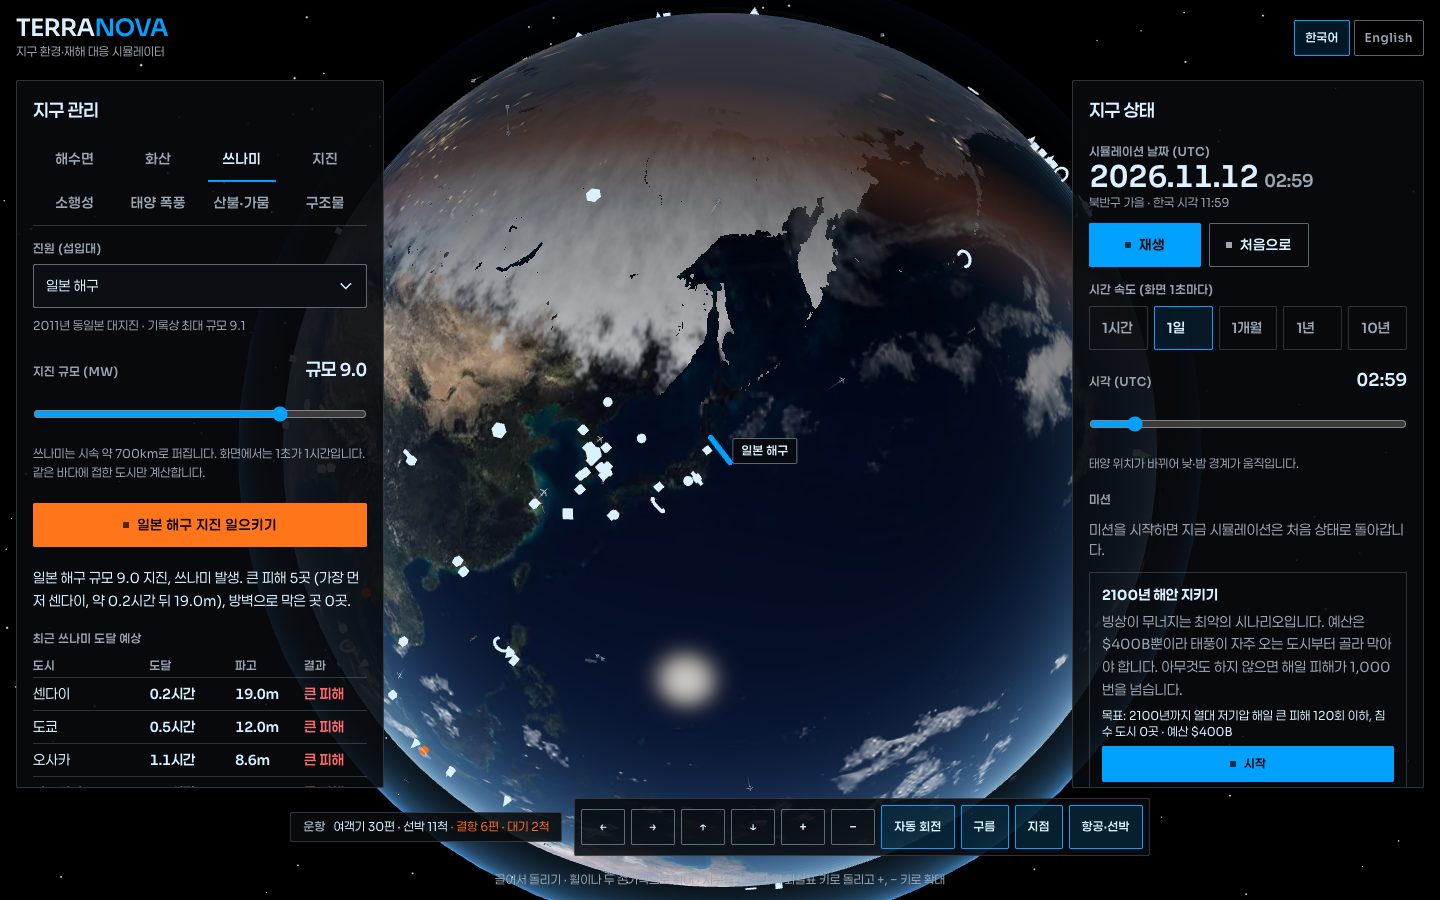 TERRANOVA
지구 환경·재해 대응 시뮬레이터
한국어
English
지구 관리
해수면
화산
쓰나미
지진
소행성
태양 폭풍
산불·가뭄
구조물
진원 (섭입대)
일본 해구
2011년 동일본 대지진 · 기록상 최대 규모 9.1
지진 규모 (MW)
규모 9.0
쓰나미는 시속 약 700km로 퍼집니다. 화면에서는 1초가 1시간입니다.
같은 바다에 접한 도시만 계산합니다.
일본 해구 지진 일으키기
일본 해구 규모 9.0 지진, 쓰나미 발생. 큰 피해 5곳 (가장 먼
저 센다이, 약 0.2시간 뒤 19.0m), 방벽으로 막은 곳 0곳.
최근 쓰나미 도달 예상
도시 도달 파고 결과
센다이 0.2시간 19.0m 큰 피해
도쿄 0.5시간 12.0m 큰 피해
오사카 1.1시간 8.6m 큰 피해
일본 해구
지구 상태
시뮬레이션 날짜 (UTC)
2026.11.12 02:59
북반구 가을 · 한국 시각 11:59
재생
처음으로
시간 속도 (화면 1초마다)
1시간
1일
1개월
1년
10년
시각 (UTC)
02:59
태양 위치가 바뀌어 낮·밤 경계가 움직입니다.
미션
미션을 시작하면 지금 시뮬레이션은 처음 상태로 돌아갑니
다.
2100년 해안 지키기
빙상이 무너지는 최악의 시나리오입니다. 예산은
$400B뿐이라 태풍이 자주 오는 도시부터 골라 막아
야 합니다. 아무것도 하지 않으면 해일 피해가 1,000
번을 넘습니다.
목표: 2100년까지 열대 저기압 해일 큰 피해 120회 이하, 침
수 도시 0곳 · 예산 $400B
시작
운항 여객기 30편 · 선박 11척 · 결항 6편 · 대기 2척
← → ↑ ↓ + −
자동 회전
구름
지점
항공·선박
끌어서 돌리기 · 휠이나 두 키로 돌리고 +, − 키로 확대